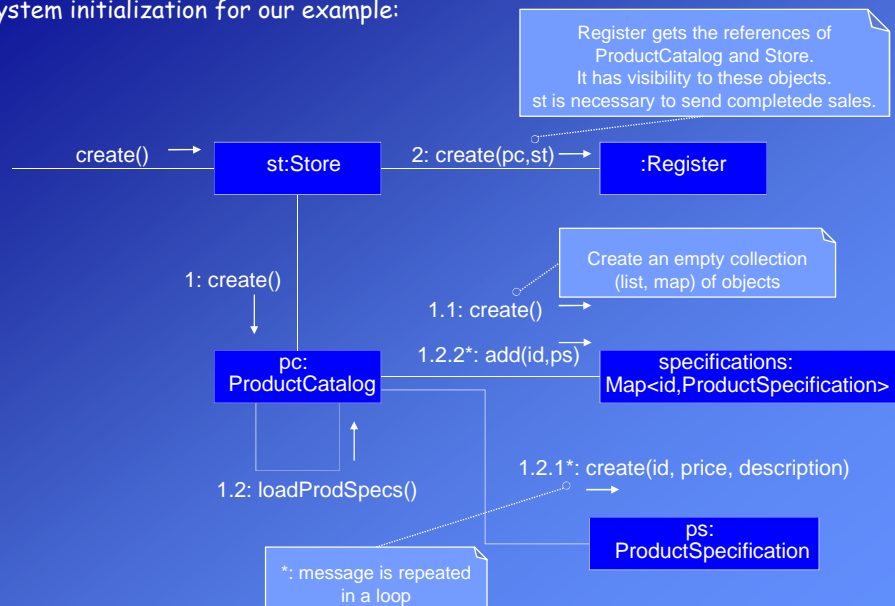 ystem initialization for our example:
Register gets the references of
ProductCatalog and Store.
It has visibility to these objects.
st is necessary to send completede sales.
create()
st:Store
2: create(pc,st)
:Register
1: create()
Create an empty collection
(list, map) of objects
1.1: create()
1.2.2*: add(id,ps)
pc:
ProductCatalog
specifications:
Map<id,ProductSpecification>
1.2: loadProdSpecs()
1.2.1*: create(id, price, description)
ps:
ProductSpecification
*: message is repeated
in a loop